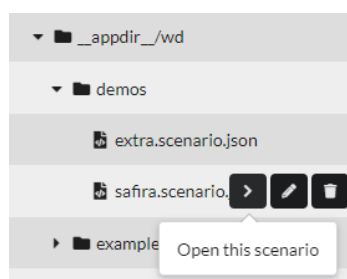 __appdir__/wd
demos
extra.scenario.json
safira.scenario.
example
Open this scenario